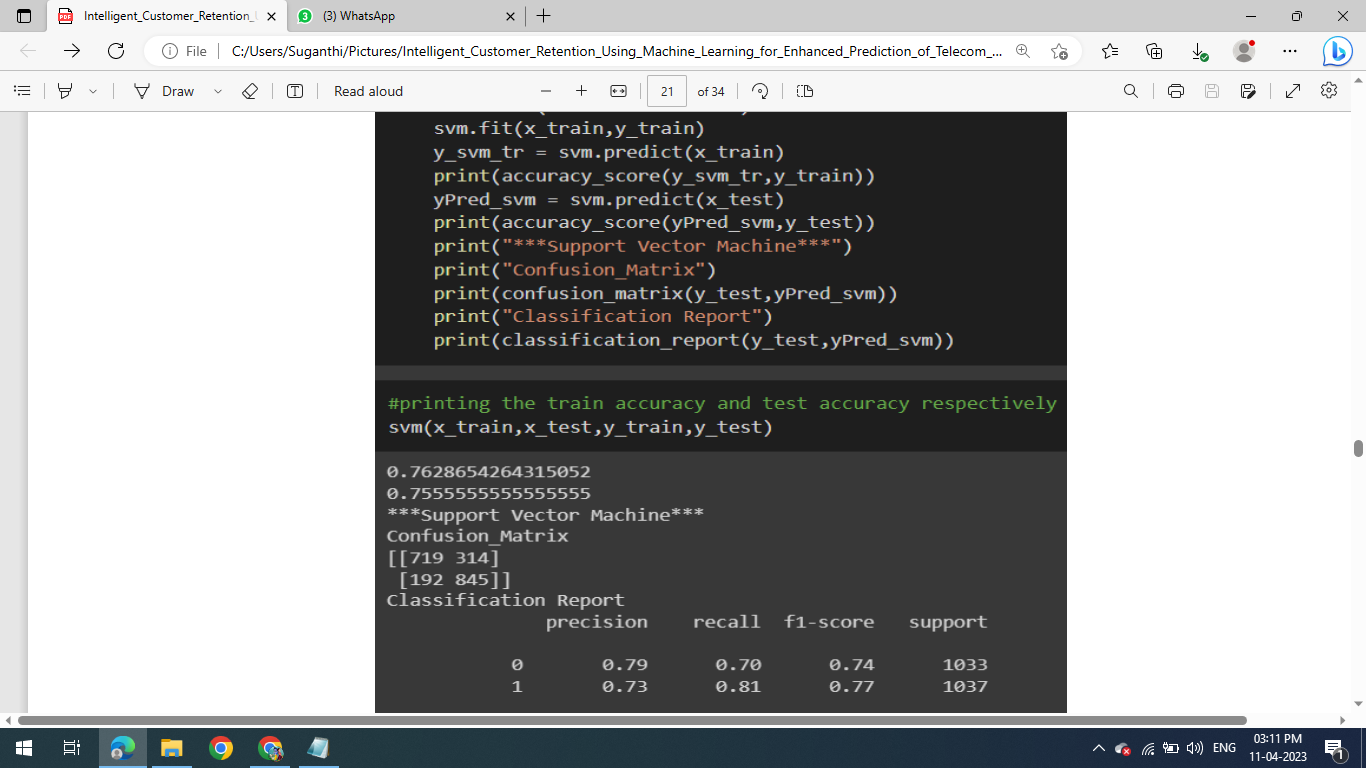 Intelligent_Customer_Retention_U
(3) WhatsApp
File
C:/Users/Suganthi/Pictures/Intelligent_Customer_Retention_Using_Machine_Learning_for_Enhanced_Prediction_of_Telecom_...
Draw
Read aloud
21 of 34
svm.fit(x_train,y_train)
y_svm_tr = svm.predict(x_train)
print(accuracy_score(y_svm_tr,y_train))
yPred_svm = svm.predict(x_test)
print(accuracy_score(yPred_svm,y_test))
print("***Support Vector Machine***")
print("Confusion_Matrix")
print(confusion_matrix(y_test,yPred_svm))
print("Classification Report")
print(classification_report(y_test,yPred_svm))
#printing the train accuracy and test accuracy respectively
svm(x_train,x_test,y_train,y_test)
0.7628654264315052
0.7555555555555555
***Support Vector Machine***
Confusion_Matrix
[[719 314]
[192 845]]
Classification Report
precision recall f1-score support
0 0.79 0.70 0.74 1033
1 0.73 0.81 0.77 1037
ENG
03:11 PM
11-04-2023
1